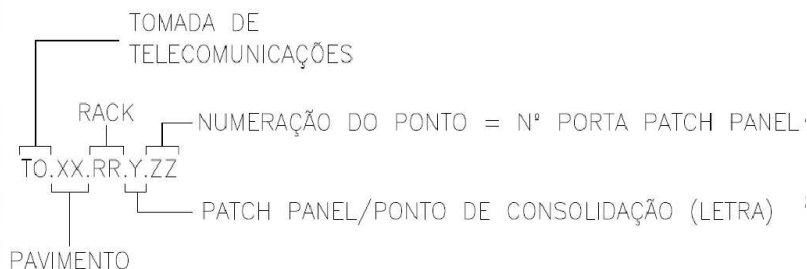 TOMADA DE
TELECOMUNICAÇÕES
RACK
NUMERAÇÃO DO PONTO = Nº PORTA PATCH PANEL
TO.XX.RR.Y.ZZ
PATCH PANEL/PONTO DE CONSOLIDAÇÃO (LETRA)
PAVIMENTO